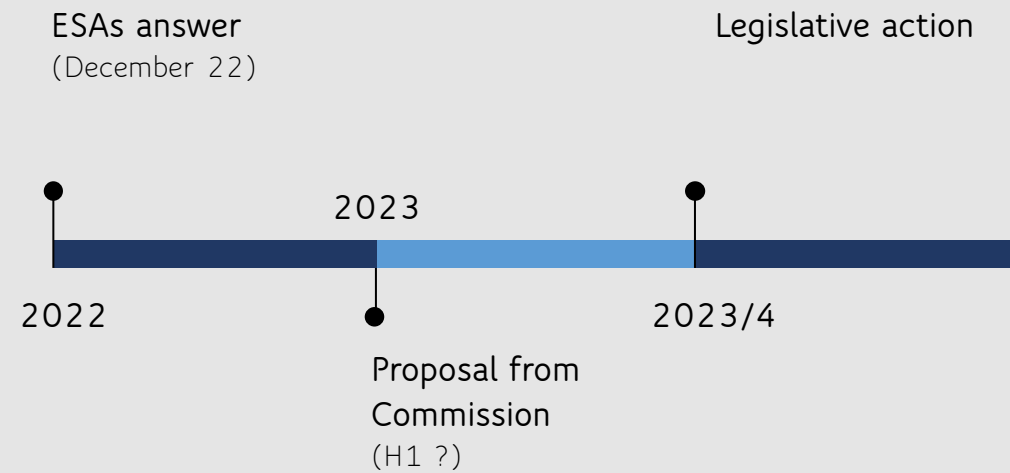 ESAs answer
(December 22)
Legislative action
2023
2022
2023/4
Proposal from
Commission
(H1 ?)